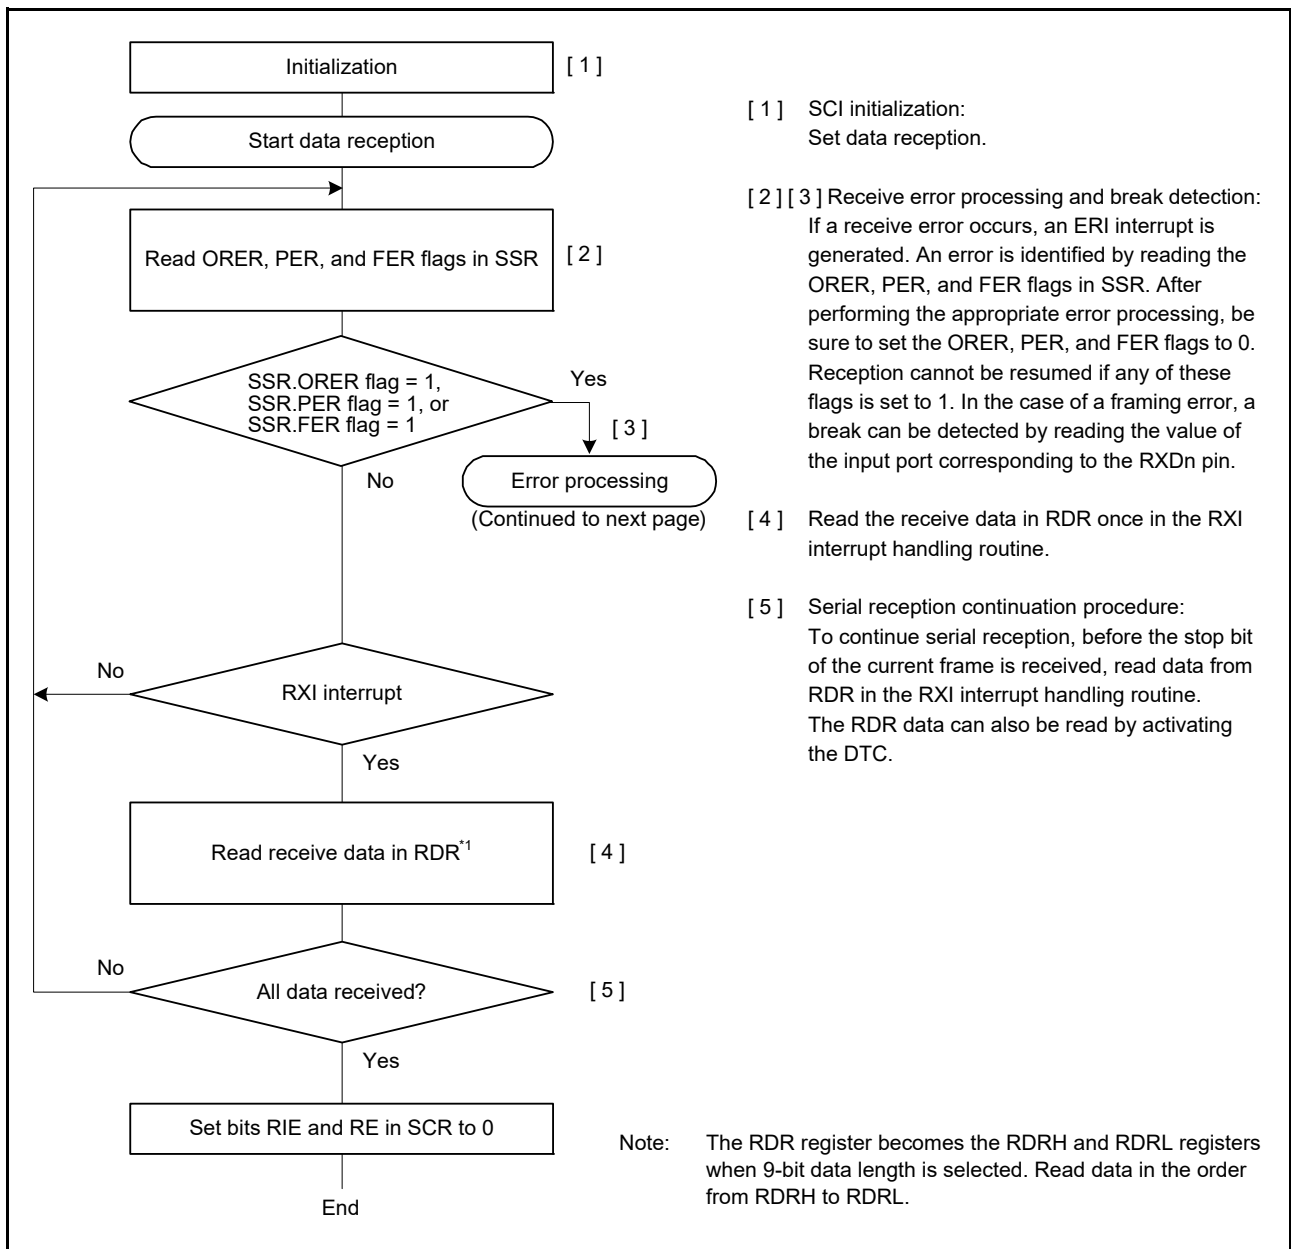 Initialization
[ 1 ]
Start data reception
Read ORER, PER, and FER flags in SSR
[ 2 ]
SSR.ORER flag = 1,
SSR.PER flag = 1, or
SSR.FER flag = 1
Yes
[ 3 ]
No
Error processing
(Continued to next page)
No
RXI interrupt
Yes
Read receive data in RDR*1
[ 4 ]
No
All data received?
[ 5 ]
Yes
Set bits RIE and RE in SCR to 0
End
[ 1 ] SCI initialization:
Set data reception.
[ 2 ] [ 3 ] Receive error processing and break detection:
If a receive error occurs, an ERI interrupt is
generated. An error is identified by reading the
ORER, PER, and FER flags in SSR. After
performing the appropriate error processing, be
sure to set the ORER, PER, and FER flags to 0.
Reception cannot be resumed if any of these
flags is set to 1. In the case of a framing error, a
break can be detected by reading the value of
the input port corresponding to the RXDn pin.
[ 4 ] Read the receive data in RDR once in the RXI
interrupt handling routine.
[ 5 ] Serial reception continuation procedure:
To continue serial reception, before the stop bit
of the current frame is received, read data from
RDR in the RXI interrupt handling routine.
The RDR data can also be read by activating
the DTC.
Note: The RDR register becomes the RDRH and RDRL registers
when 9-bit data length is selected. Read data in the order
from RDRH to RDRL.